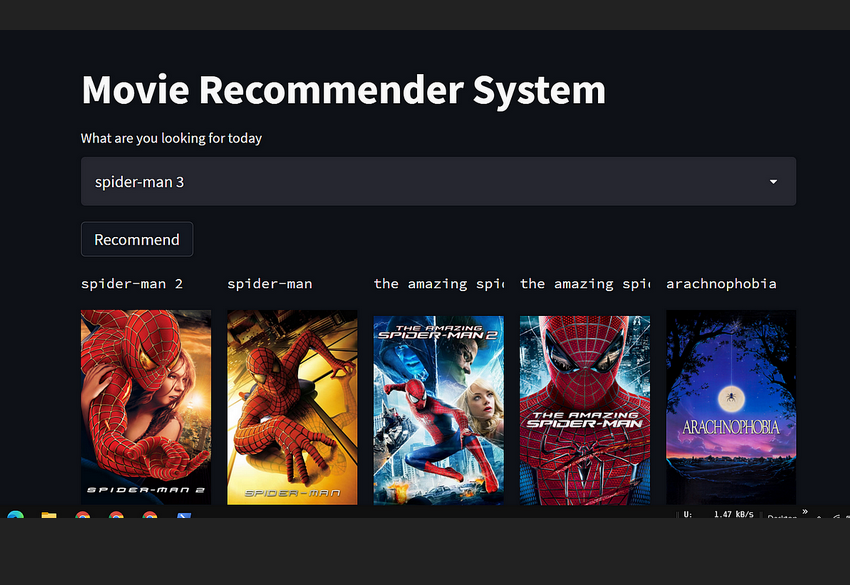 Movie Recommender System
What are you looking for today
spider-man 3
Recommend
spider-man 2
spider-man
the amazing spi
the amazing spi
arachnophobia
SPIDER-MAN 2
SPIDER-MAN
THE AMAZING
SPIDER-MAN 2
THE AMAZING
SPIDER-MAN
ARACHNOPHOBIA
U: 1.47 kB/s
Desktop
»